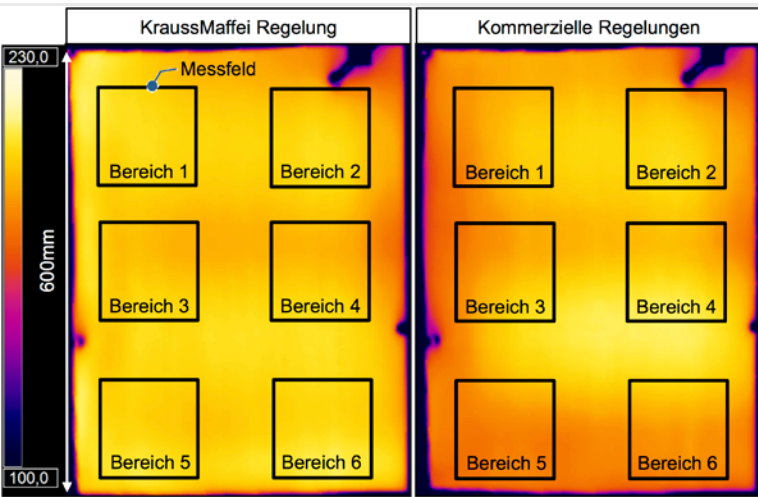 KraussMaffei Regelung
Kommerzielle Regelungen
230,0
Messfeld
Bereich 1
Bereich 2
Bereich 1
Bereich 2
600mm
Bereich 3
Bereich 4
Bereich 3
Bereich 4
Bereich 5
Bereich 6
Bereich 5
Bereich 6
100,0